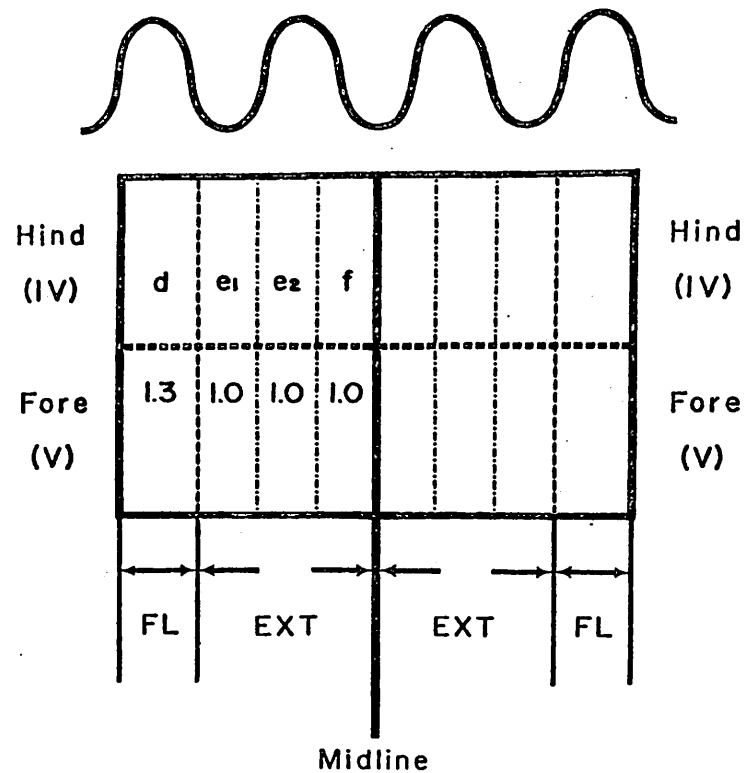 Hind Hind
(IV) d e1 e2 f (IV)
Fore 1.3 1.0 1.0 1.0 Fore
(V) (V)
FL EXT EXT FL
Midline